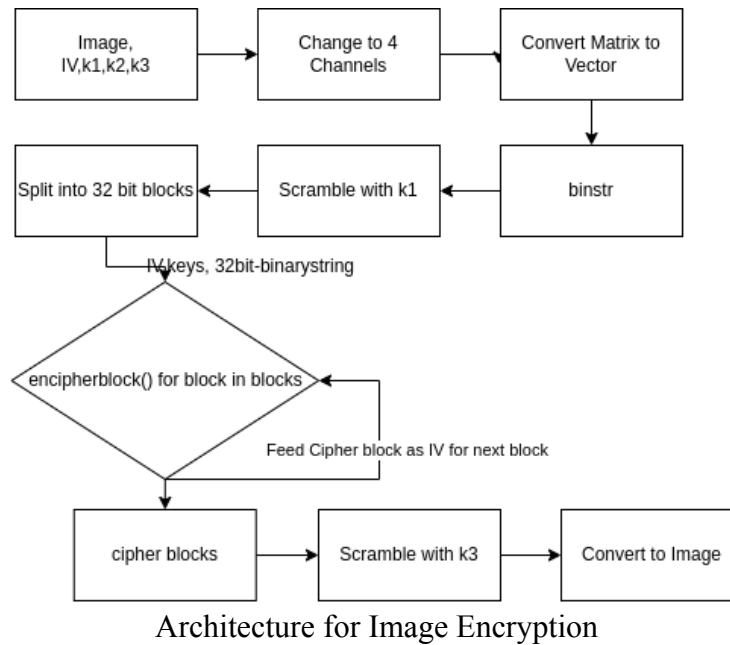 Image,
IV,k1,k2,k3
Change to 4
Channels
Convert Matrix to
Vector
binstr
Scramble with k1
Split into 32 bit blocks
IV,keys, 32bit-binarystring
encipherblock() for block in blocks
Feed Cipher block as IV for next block
cipher blocks
Scramble with k3
Convert to Image
Architecture for Image Encryption